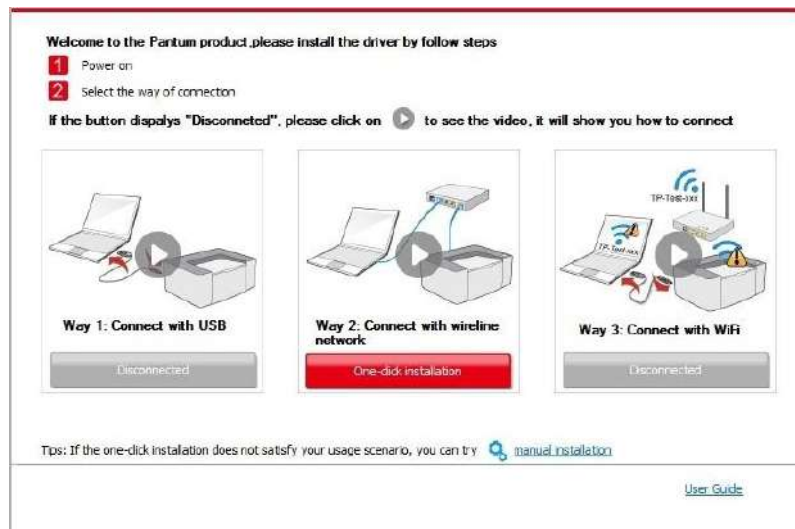 Welcome to the Pantum product,please install the driver by follow steps
1 Power on
2 Select the way of connection
If the button dispalys "Disconneted", please click on to see the video, it will show you how to connect
TP-Test-xxx
TP-Test-xxx
Way 1: Connect with USB
Way 2: Connect with wireline
network
Way 3: Connect with WiFi
Disconnected
One-click installation
Disconnected
Tips: If the one-click installation does not satisfy your usage scenario, you can try manual installation
User Guide